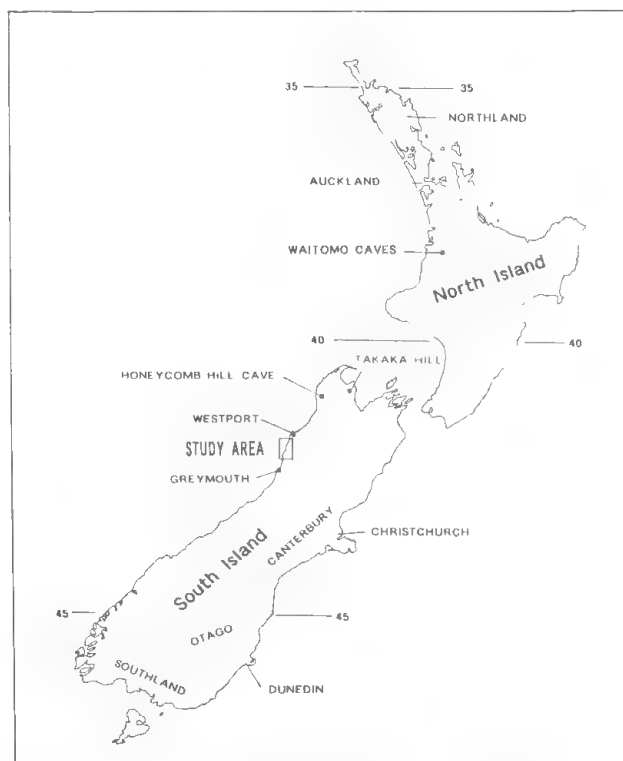 35
35
NORTHLAND
AUCKLAND
WAITOMO CAVES
North Island
40
40
TAKAKA HILL
HONEYCOMB HILL CAVE
WESTPORT
STUDY AREA
GREYMOUTH
CHRISTCHURCH
CANTERBURY
South Island
45
45
OTAGO
SOUTHLAND
DUNEDIN